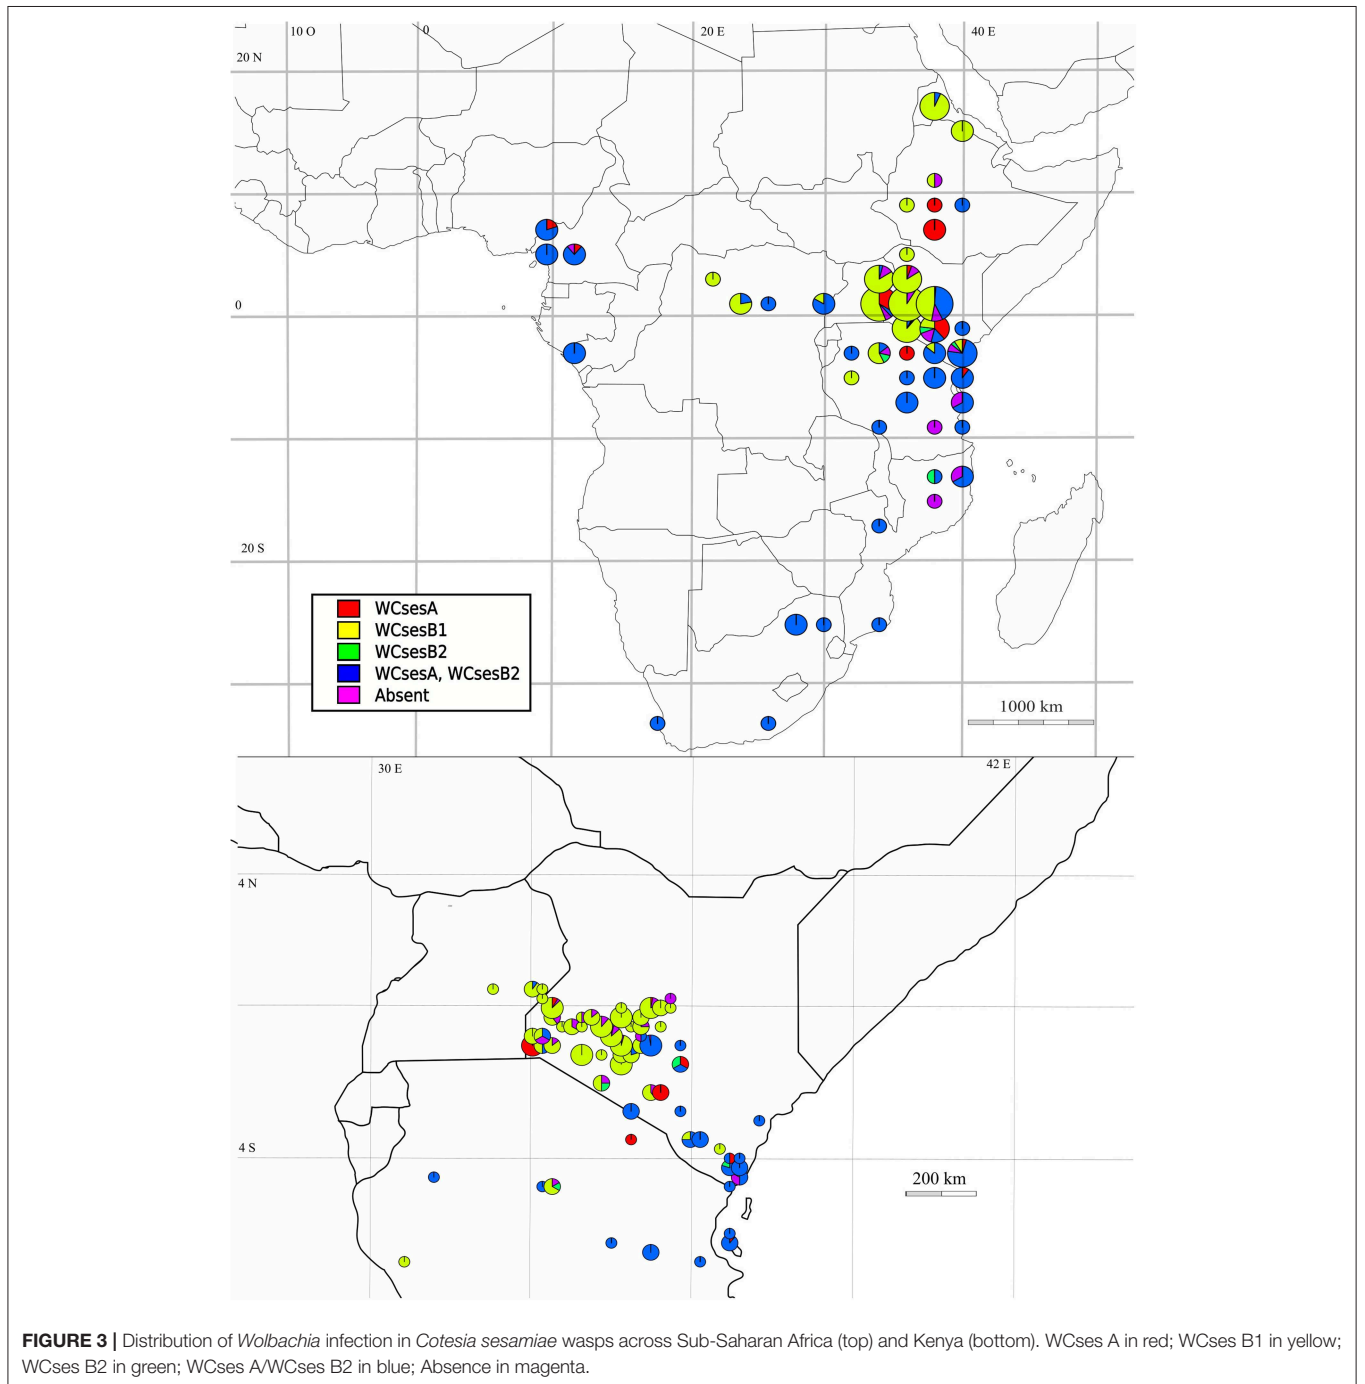 10 O
0
20 E
40 E
20 N
0
20 S
WCsesA
WCsesB1
WCsesB2
WCsesA, WCsesB2
Absent
1000 km
30 E
42 E
4 N
4 S
200 km
FIGURE 3 | Distribution of Wolbachia infection in Cotesia sesamiae wasps across Sub-Saharan Africa (top) and Kenya (bottom). WCses A in red; WCses B1 in yellow;
WCses B2 in green; WCses A/WCses B2 in blue; Absence in magenta.